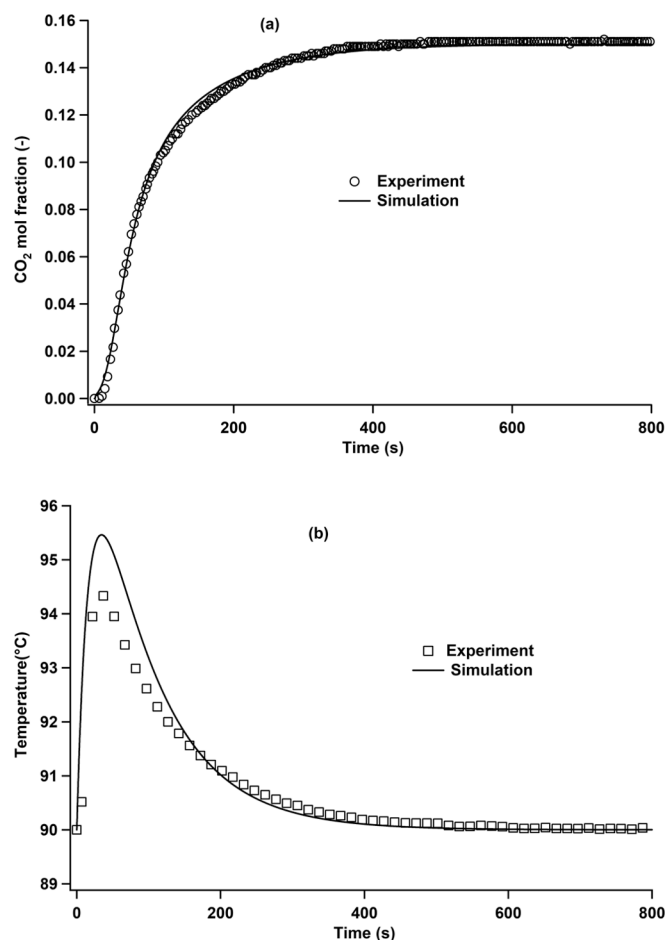 (a)
0.16
0.14
0.12
0.10
0.08
0.06
0.04
0.02
0.00
CO2 mol fraction (-)
Experiment
Simulation
0
200
400
600
800
Time (s)
(b)
96
95
94
93
92
91
90
89
Temperature(°C)
Experiment
Simulation
0
200
400
600
800
Time (s)